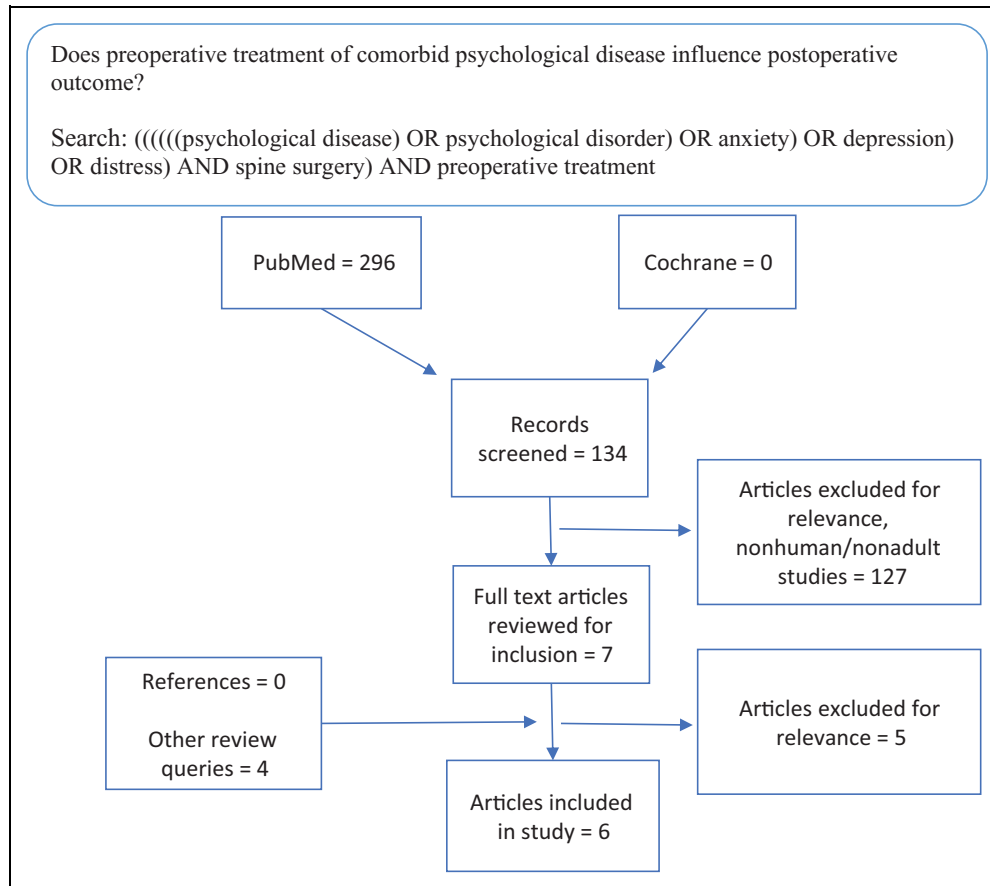 Does preoperative treatment of comorbid psychological disease influence postoperative
outcome?
Search: ((((((psychological disease) OR psychological disorder) OR anxiety) OR depression)
OR distress) AND spine surgery) AND preoperative treatment
PubMed = 296
Cochrane = 0
Records
screened = 134
Articles excluded for
relevance,
nonhuman/nonadult
studies = 127
Full text articles
reviewed for
inclusion = 7
References = 0
Other review
queries = 4
Articles excluded for
relevance = 5
Articles included
in study = 6